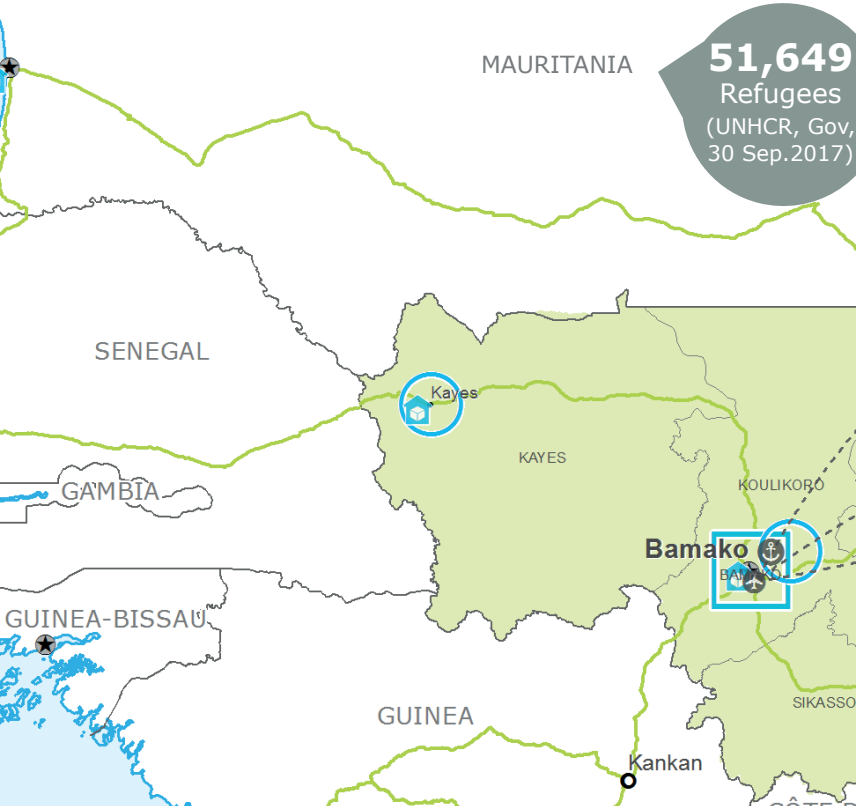 MAURITANIA
51,649
Refugees
(UNHCR, Gov,
30 Sep.2017)
SENEGAL
Kayes
KAYES
GAMBIA
KOULIKORO
Bamako
BAMAKO
GUINEA-BISSAU
SIKASSO
GUINEA
Kankan